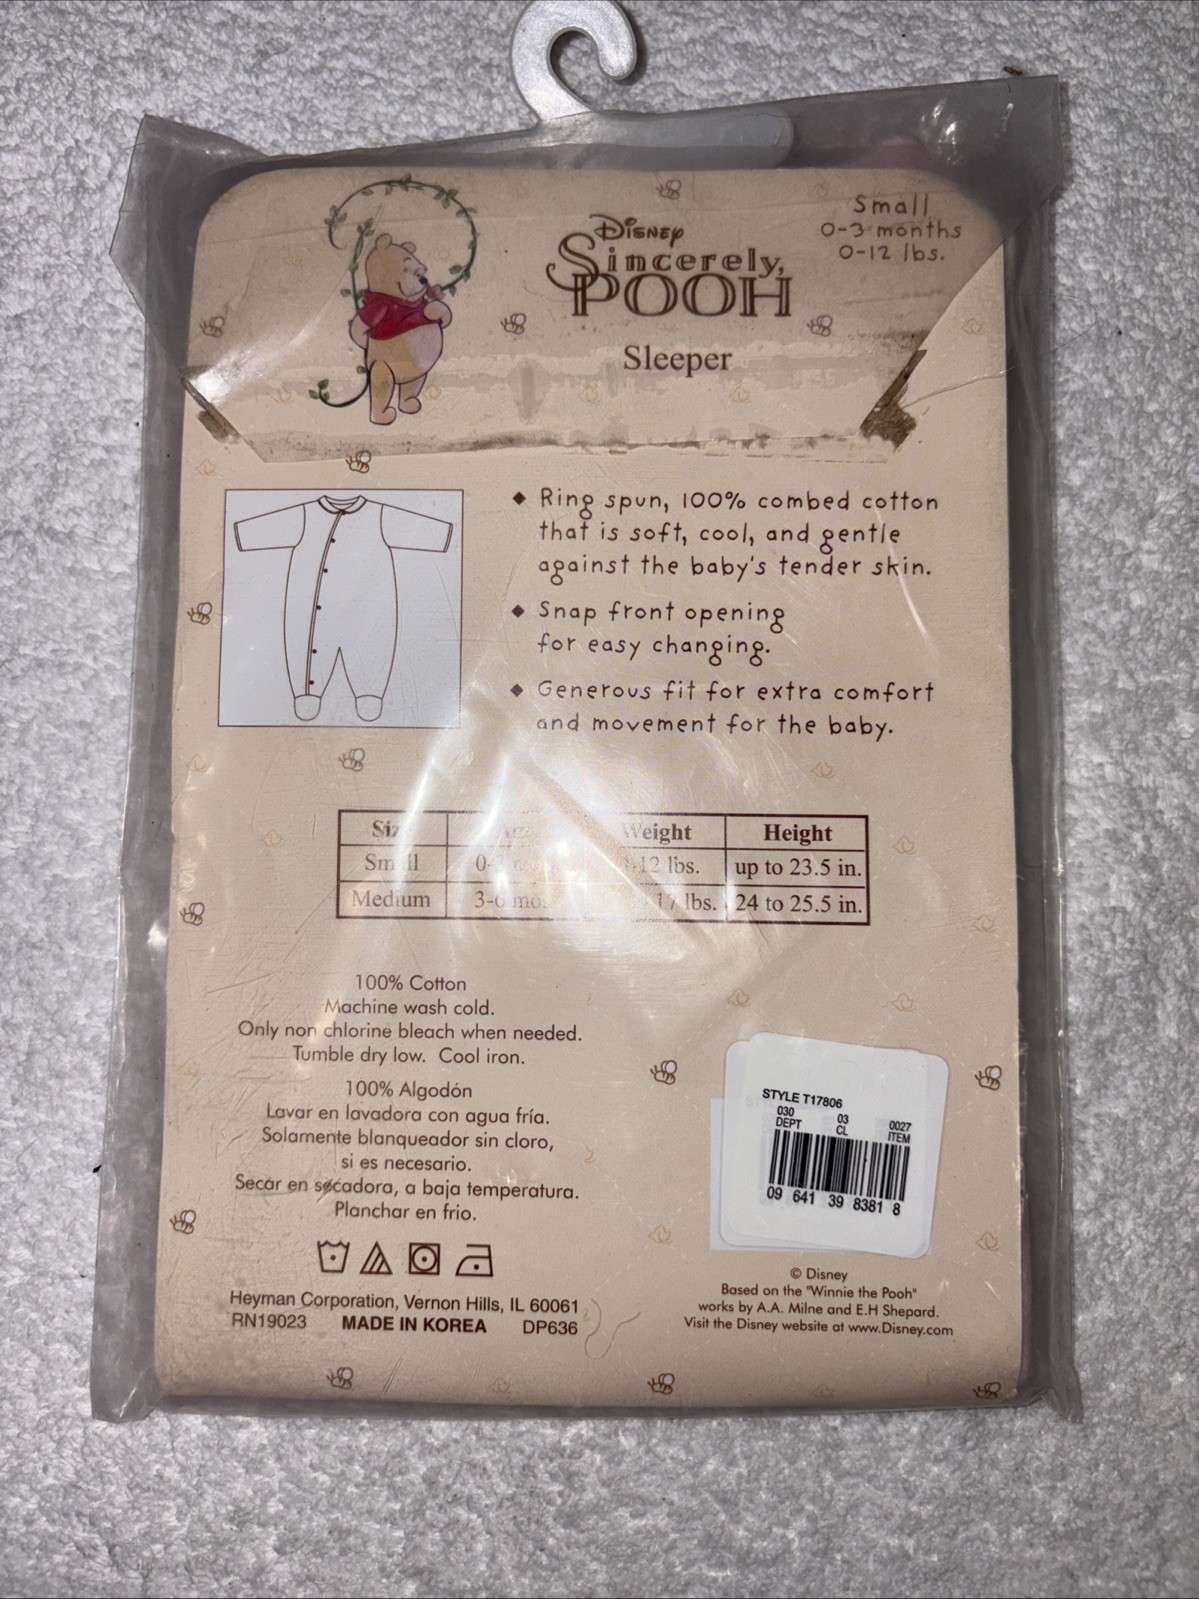 Disney
Sincerely,
POOH
Sleeper
Small
0-3 months
0-12 lbs.
◆ Ring spun, 100% combed cotton
that is soft, cool, and gentle
against the baby's tender skin.
◆ Snap front opening
for easy changing.
◆ Generous fit for extra comfort
and movement for the baby.
Weight Height
up to 23.5 in.
Medium 24 to 25.5 in.
100% Cotton
Machine wash cold.
Only non chlorine bleach when needed.
Tumble dry low. Cool iron.
100% Algodón
Lavar en lavadora con agua fría.
Solamente blanqueador sin cloro,
si es necesario.
Secar en secadora, a baja temperatura.
Planchar en frio.
Heyman Corporation, Vernon Hills, IL 60061
RN19023 MADE IN KOREA DP636
STYLE T17806
030 03 0027
DEPT CL ITEM
09 641 39 8381 8
© Disney
Based on the "Winnie the Pooh"
works by A.A. Milne and E.H Shepard.
Visit the Disney website at www.Disney.com